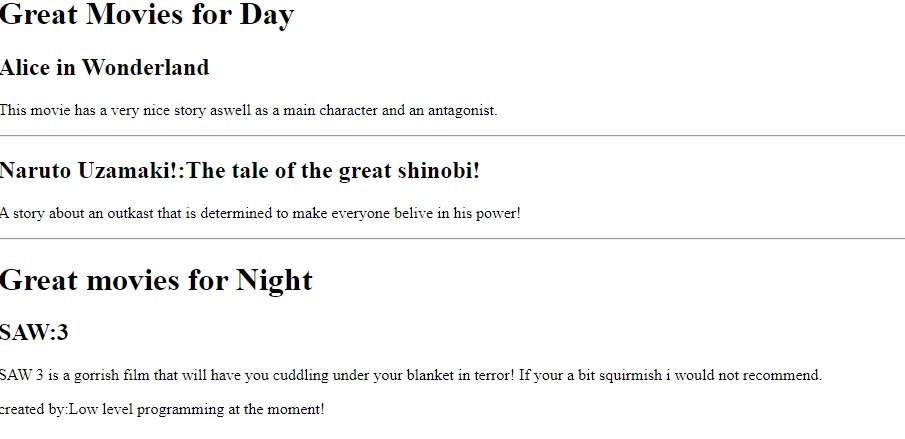 Great Movies for Day
Alice in Wonderland
This movie has a very nice story aswell as a main character and an antagonist.
Naruto Uzamaki!:The tale of the great shinobi!
A story about an outkast that is determined to make everyone belive in his power!
Great movies for Night
SAW:3
SAW 3 is a gorrish film that will have you cuddling under your blanket in terror! If your a bit squirmish i would not recommend.
created by:Low level programming at the moment!